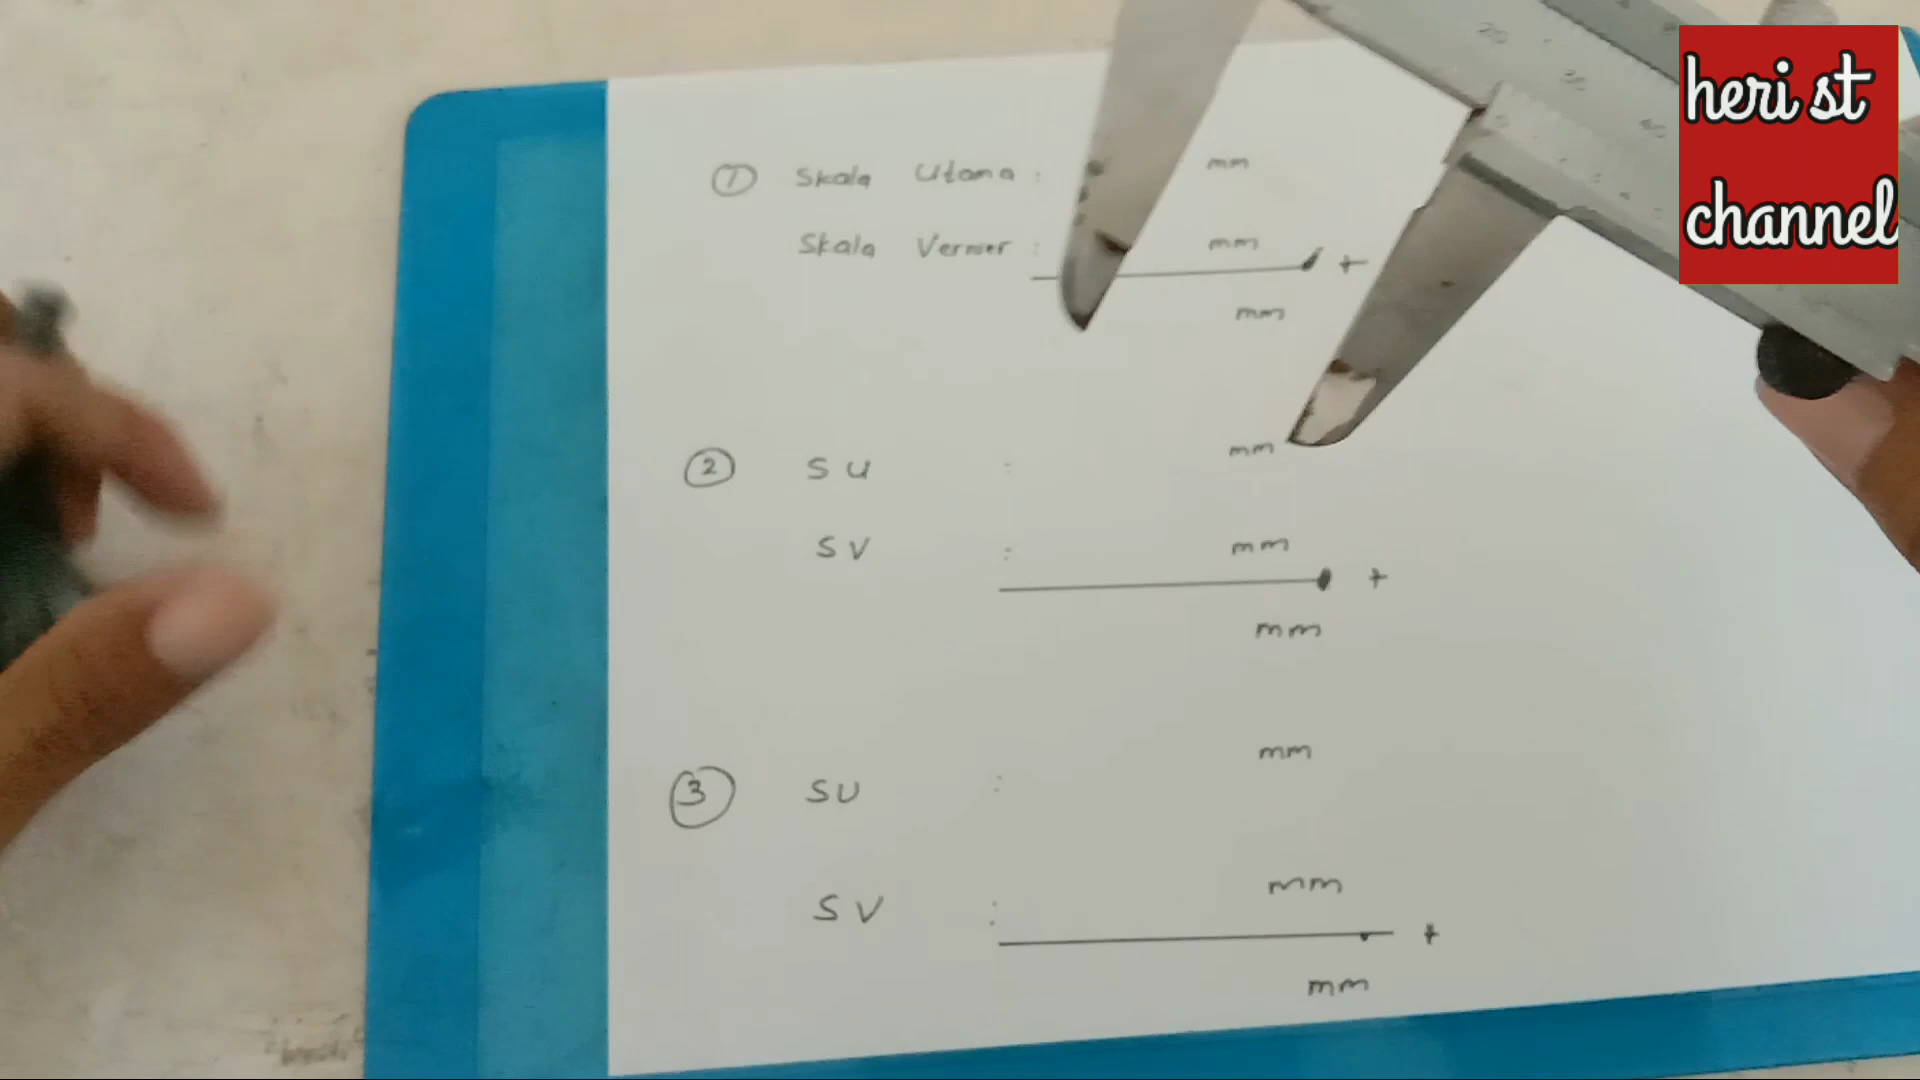 ① Skala Utama : mm
Skala Vernier : mm
+
mm
② SU : mm
SV : mm
+
mm
③ SU : mm
SV : mm
+
mm
heri st
channel